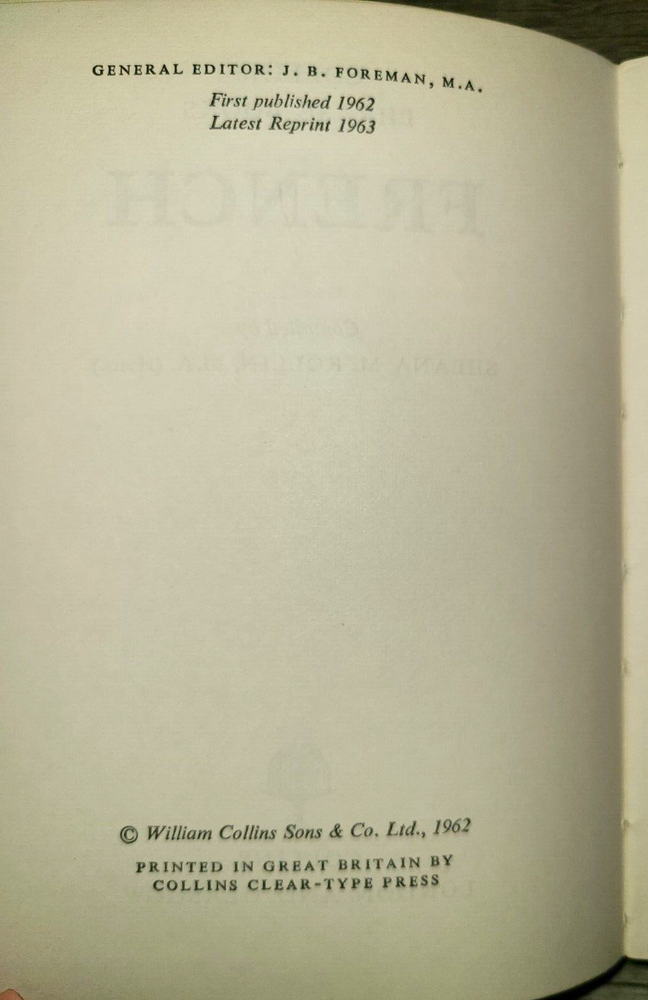 GENERAL EDITOR: J. B. FOREMAN, M.A.
First published 1962
Latest Reprint 1963
FRENCH
© William Collins Sons & Co. Ltd., 1962
PRINTED IN GREAT BRITAIN BY
COLLINS CLEAR-TYPE PRESS